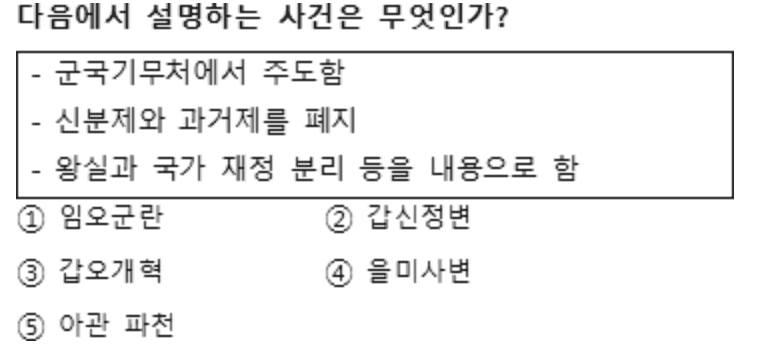 다음에서 설명하는 사건은 무엇인가?
- 군국기무처에서 주도함
- 신분제와 과거제를 폐지
- 왕실과 국가 재정 분리 등을 내용으로 함
① 임오군란 ② 갑신정변
③ 갑오개혁 ④ 을미사변
⑤ 아관 파천